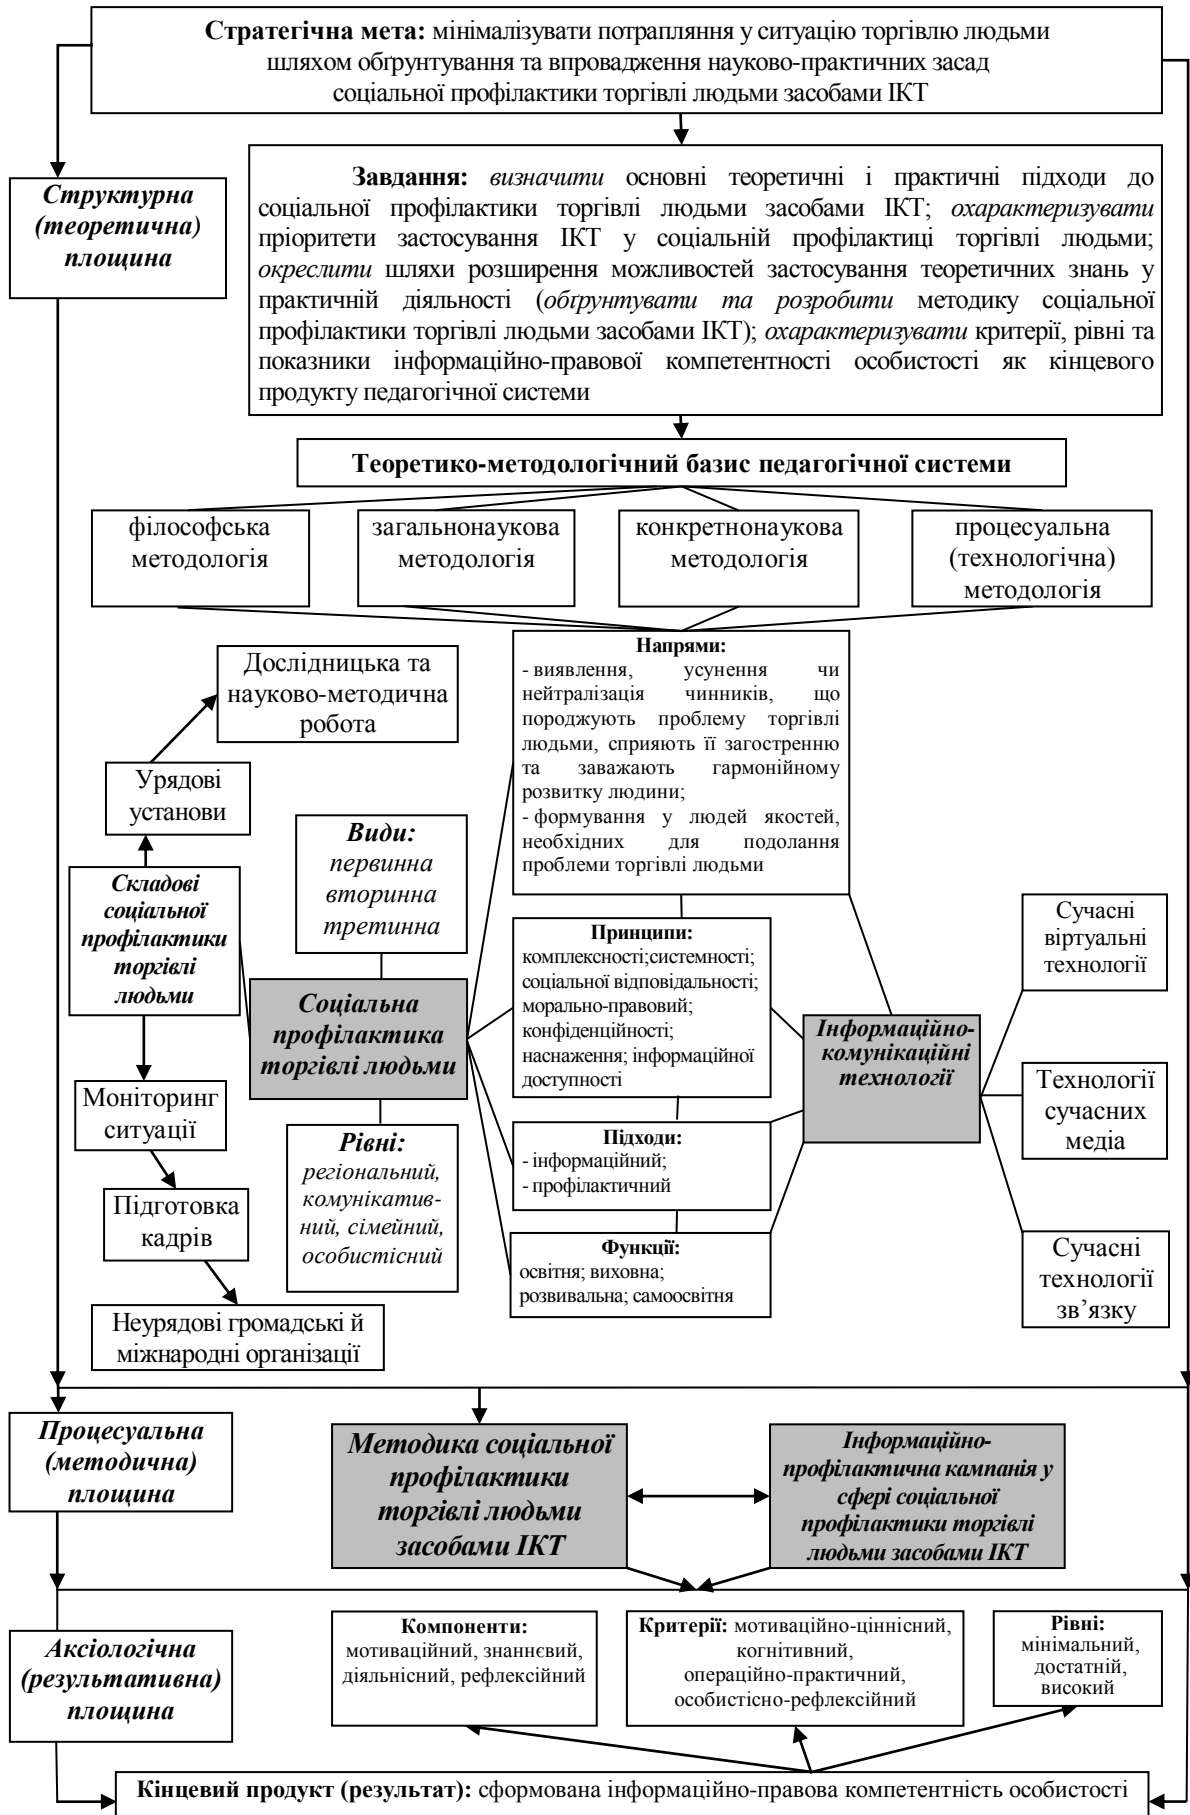 Стратегічна мета: мінімалізувати потрапляння у ситуацію торгівлю людьми
шляхом обґрунтування та впровадження науково-практичних засад
соціальної профілактики торгівлі людьми засобами ІКТ
Структурна
(теоретична)
площина
Завдання: визначити основні теоретичні і практичні підходи до
соціальної профілактики торгівлі людьми засобами ІКТ; охарактеризувати
пріоритети застосування ІКТ у соціальній профілактиці торгівлі людьми;
окреслити шляхи розширення можливостей застосування теоретичних знань у
практичній діяльності (обґрунтувати та розробити методику соціальної
профілактики торгівлі людьми засобами ІКТ); охарактеризувати критерії, рівні та
показники інформаційно-правової компетентності особистості як кінцевого
продукту педагогічної системи
Теоретико-методологічний базис педагогічної системи
філософська
методологія
загальнонаукова
методологія
конкретнонаукова
методологія
процесуальна
(технологічна)
методологія
Дослідницька та
науково-методична
робота
Урядові
установи
Складові
соціальної
профілактики
торгівлі
людьми
Моніторинг
ситуації
Підготовка
кадрів
Неурядові громадські й
міжнародні організації
Види:
первинна
вторинна
третинна
Соціальна
профілактика
торгівлі людьми
Рівні:
регіональний,
комунікатив-
ний, сімейний,
особистісний
Напрями:
- виявлення, усунення чи
нейтралізація чинників, що
породжують проблему торгівлі
людьми, сприяють її загостренню
та заважають гармонійному
розвитку людини;
- формування у людей якостей,
необхідних для подолання
проблеми торгівлі людьми
Принципи:
комплексності;системності;
соціальної відповідальності;
морально-правовий;
конфіденційності;
наснаження; інформаційної
доступності
Підходи:
- інформаційний;
- профілактичний
Функції:
освітня; виховна;
розвивальна; самоосвітня
Інформаційно-
комунікаційні
технології
Сучасні
віртуальні
технології
Технології
сучасних
медіа
Сучасні
технології
зв’язку
Процесуальна
(методична)
площина
Методика соціальної
профілактики
торгівлі людьми
засобами ІКТ
Інформаційно-
профілактична кампанія у
сфері соціальної
профілактики торгівлі
людьми засобами ІКТ
Аксіологічна
(результативна)
площина
Компоненти:
мотиваційний, знаннєвий,
діяльнісний, рефлексійний
Критерії: мотиваційно-ціннісний,
когнітивний,
операційно-практичний,
особистісно-рефлексійний
Рівні:
мінімальний,
достатній,
високий
Кінцевий продукт (результат): сформована інформаційно-правова компетентність особистості